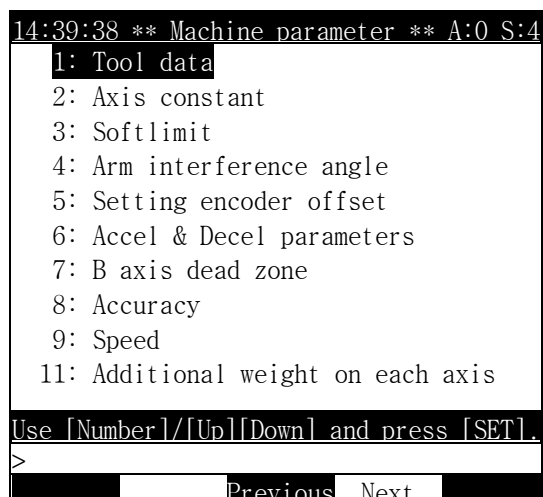 14:39:38 ** Machine parameter ** A:0 S:4
1: Tool data
2: Axis constant
3: Softlimit
4: Arm interference angle
5: Setting encoder offset
6: Accel & Decel parameters
7: B axis dead zone
8: Accuracy
9: Speed
11: Additional weight on each axis
Use [Number]/[Up][Down] and press [SET].
>
Previous Next